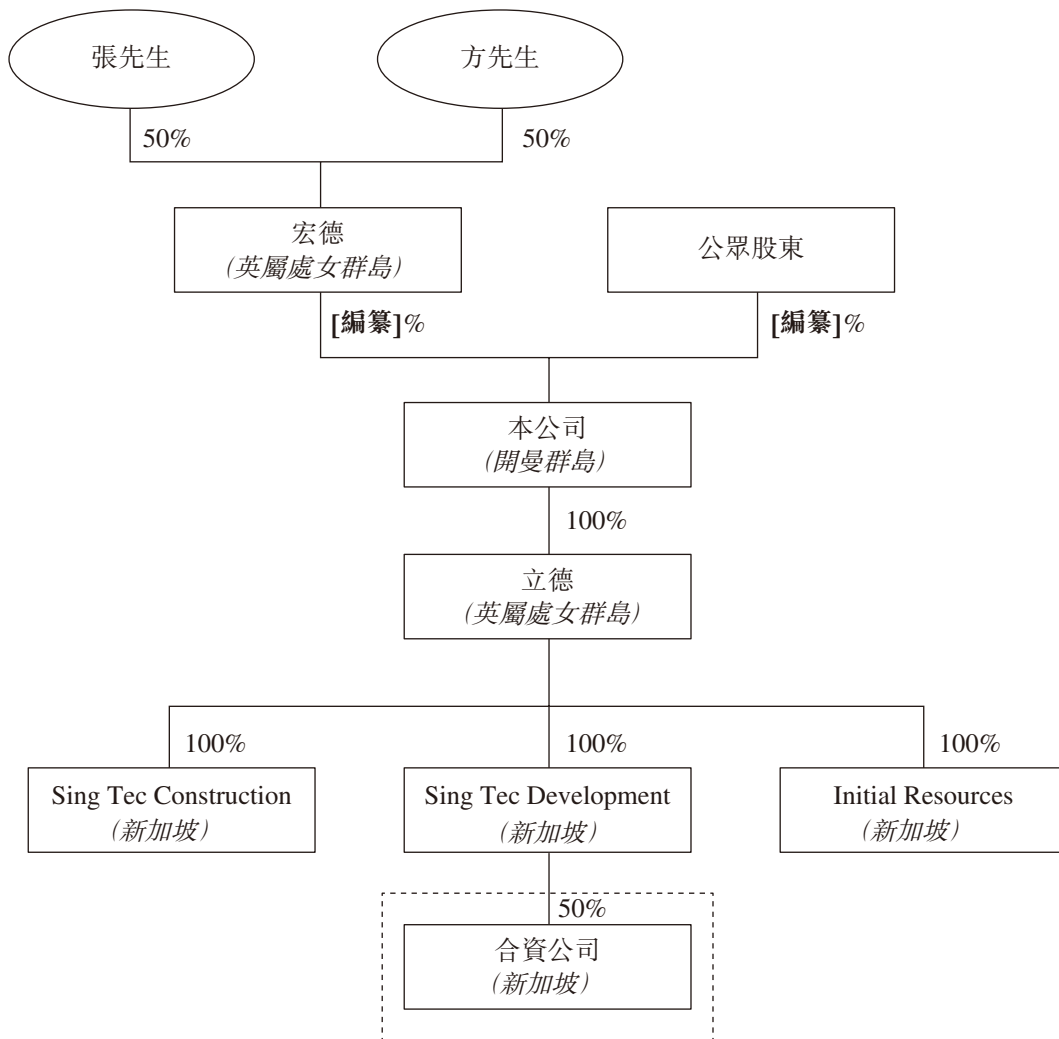 張先生
方先生
50%
50%
宏德
(英屬處女群島)
公眾股東
[編纂]%
[編纂]%
本公司
(開曼群島)
100%
立德
(英屬處女群島)
100%
100%
100%
Sing Tec Construction
(新加坡)
Sing Tec Development
(新加坡)
Initial Resources
(新加坡)
50%
合資公司
(新加坡)